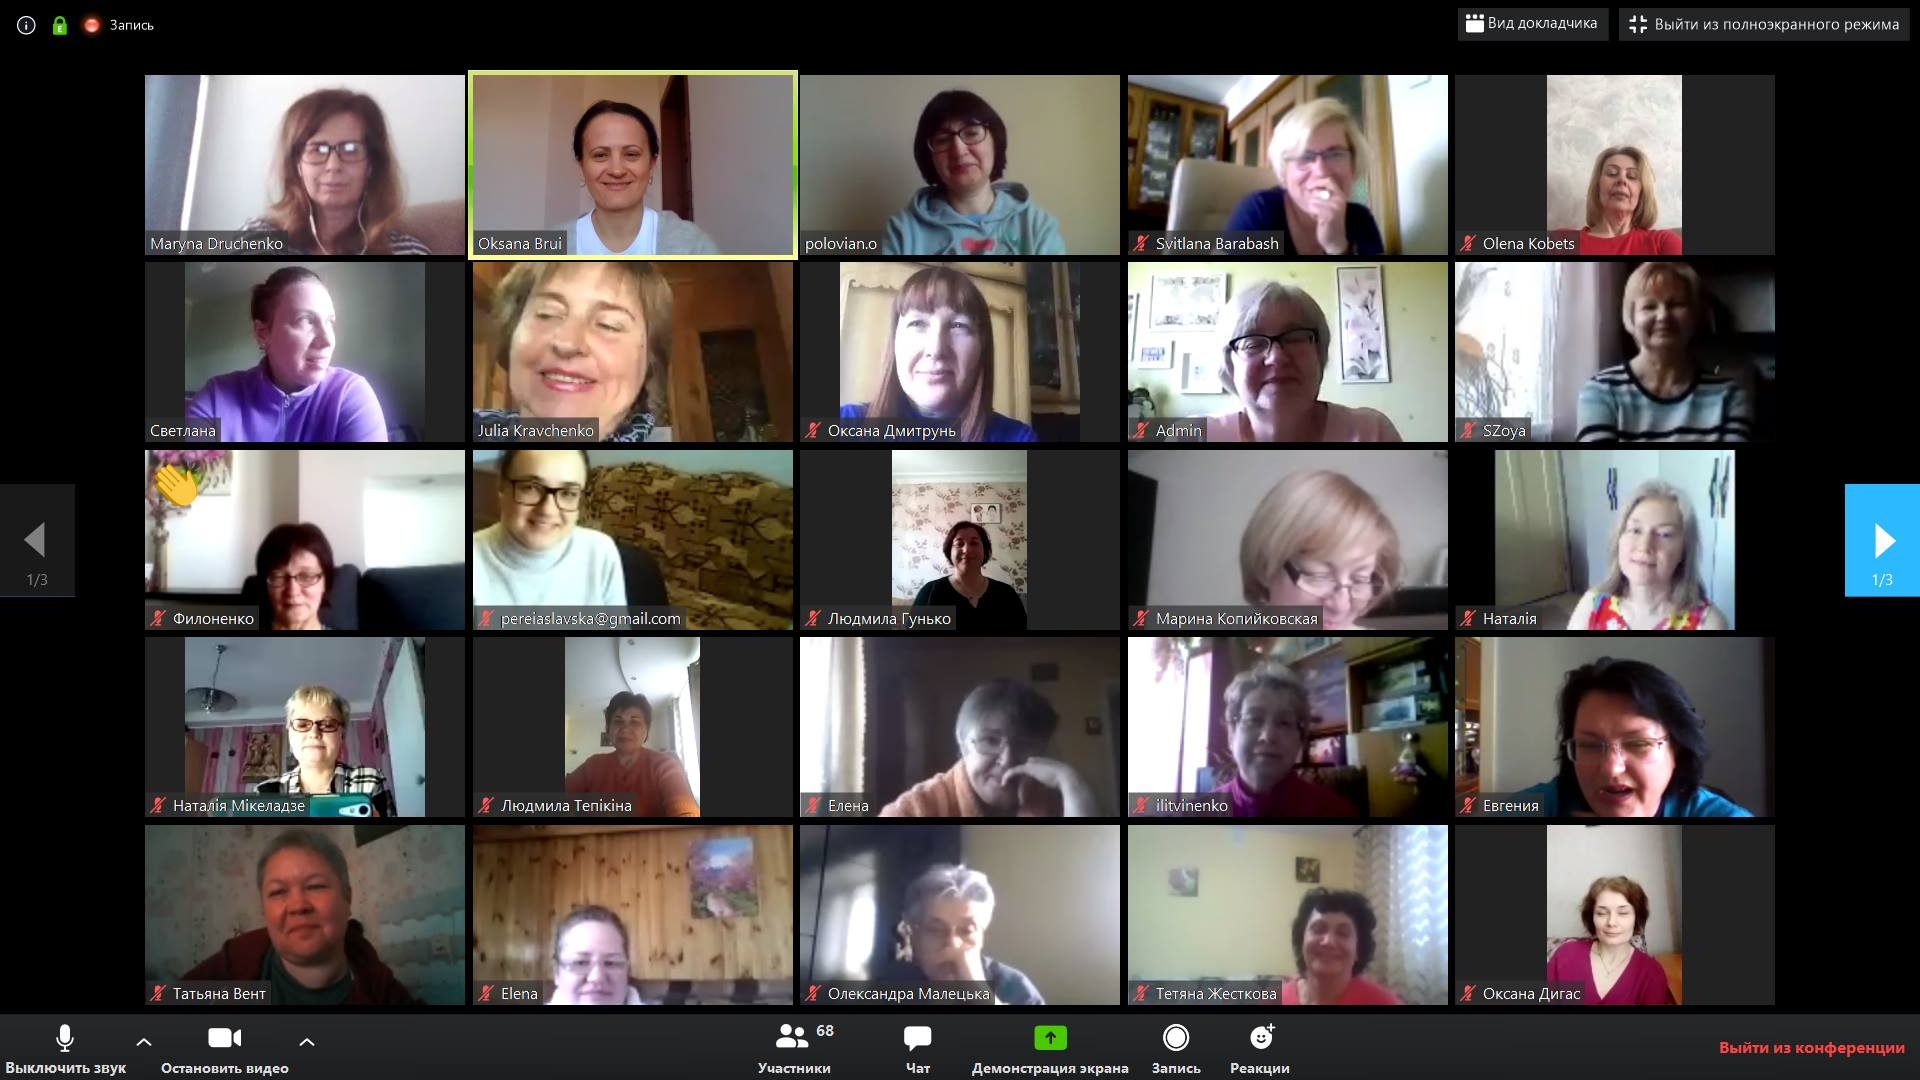 Запись
Вид докладчика
Выйти из полноэкранного режима
Maryna Druchenko
Oksana Brui
polovian.o
Svitlana Barabash
Olena Kobets
Светлана
Julia Kravchenko
Оксана Дмитрунь
Admin
SZoya
Филоненко
pereiaslavska@gmail.com
Людмила Гунько
Марина Копийковская
Наталія
1/3
1/3
Наталія Мікеладзе
Людмила Тепікіна
Елена
ilitvinenko
Евгения
Татьяна Вент
Elena
Олександра Малецька
Тетяна Жесткова
Оксана Дигас
Выключить звук
Остановить видео
68
Участники
Чат
Демонстрация экрана
Запись
Реакции
Выйти из конференции